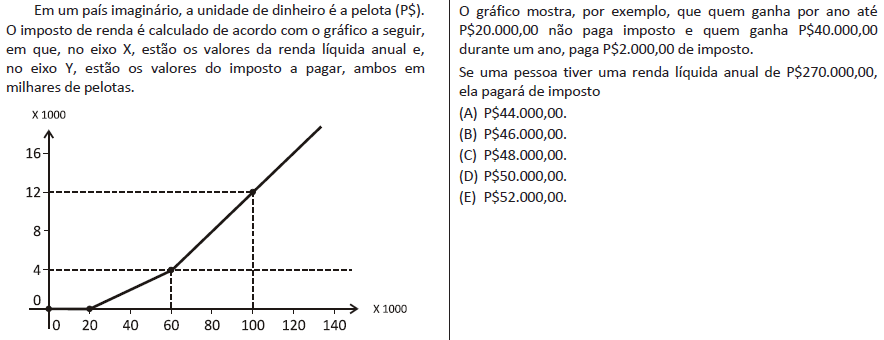 Em um país imaginário, a unidade de dinheiro é a pelota (P$).
O imposto de renda é calculado de acordo com o gráfico a seguir,
em que, no eixo X, estão os valores da renda líquida anual e,
no eixo Y, estão os valores do imposto a pagar, ambos em
milhares de pelotas.
X 1000
16
12
8
4
0
0 20 40 60 80 100 120 140
X 1000
O gráfico mostra, por exemplo, que quem ganha por ano até
P$20.000,00 não paga imposto e quem ganha P$40.000,00
durante um ano, paga P$2.000,00 de imposto.
Se uma pessoa tiver uma renda líquida anual de P$270.000,00,
ela pagará de imposto
(A) P$44.000,00.
(B) P$46.000,00.
(C) P$48.000,00.
(D) P$50.000,00.
(E) P$52.000,00.